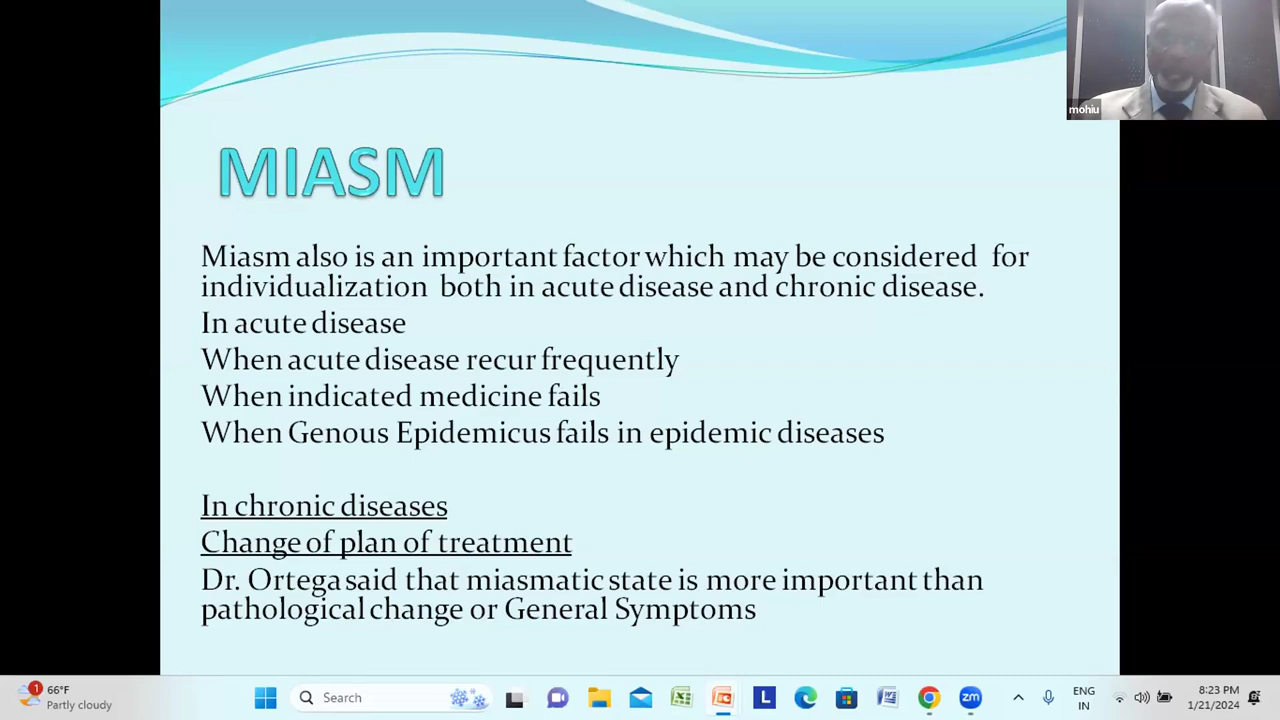 mohiu
MIASM
Miasm also is an important factor which may be considered for
individualization both in acute disease and chronic disease.
In acute disease
When acute disease recur frequently
When indicated medicine fails
When Genous Epidemicus fails in epidemic diseases
In chronic diseases
Change of plan of treatment
Dr. Ortega said that miasmatic state is more important than
pathological change or General Symptoms
1
66°F
Partly cloudy
Search
L
zm
ENG
IN
8:23 PM
1/21/2024